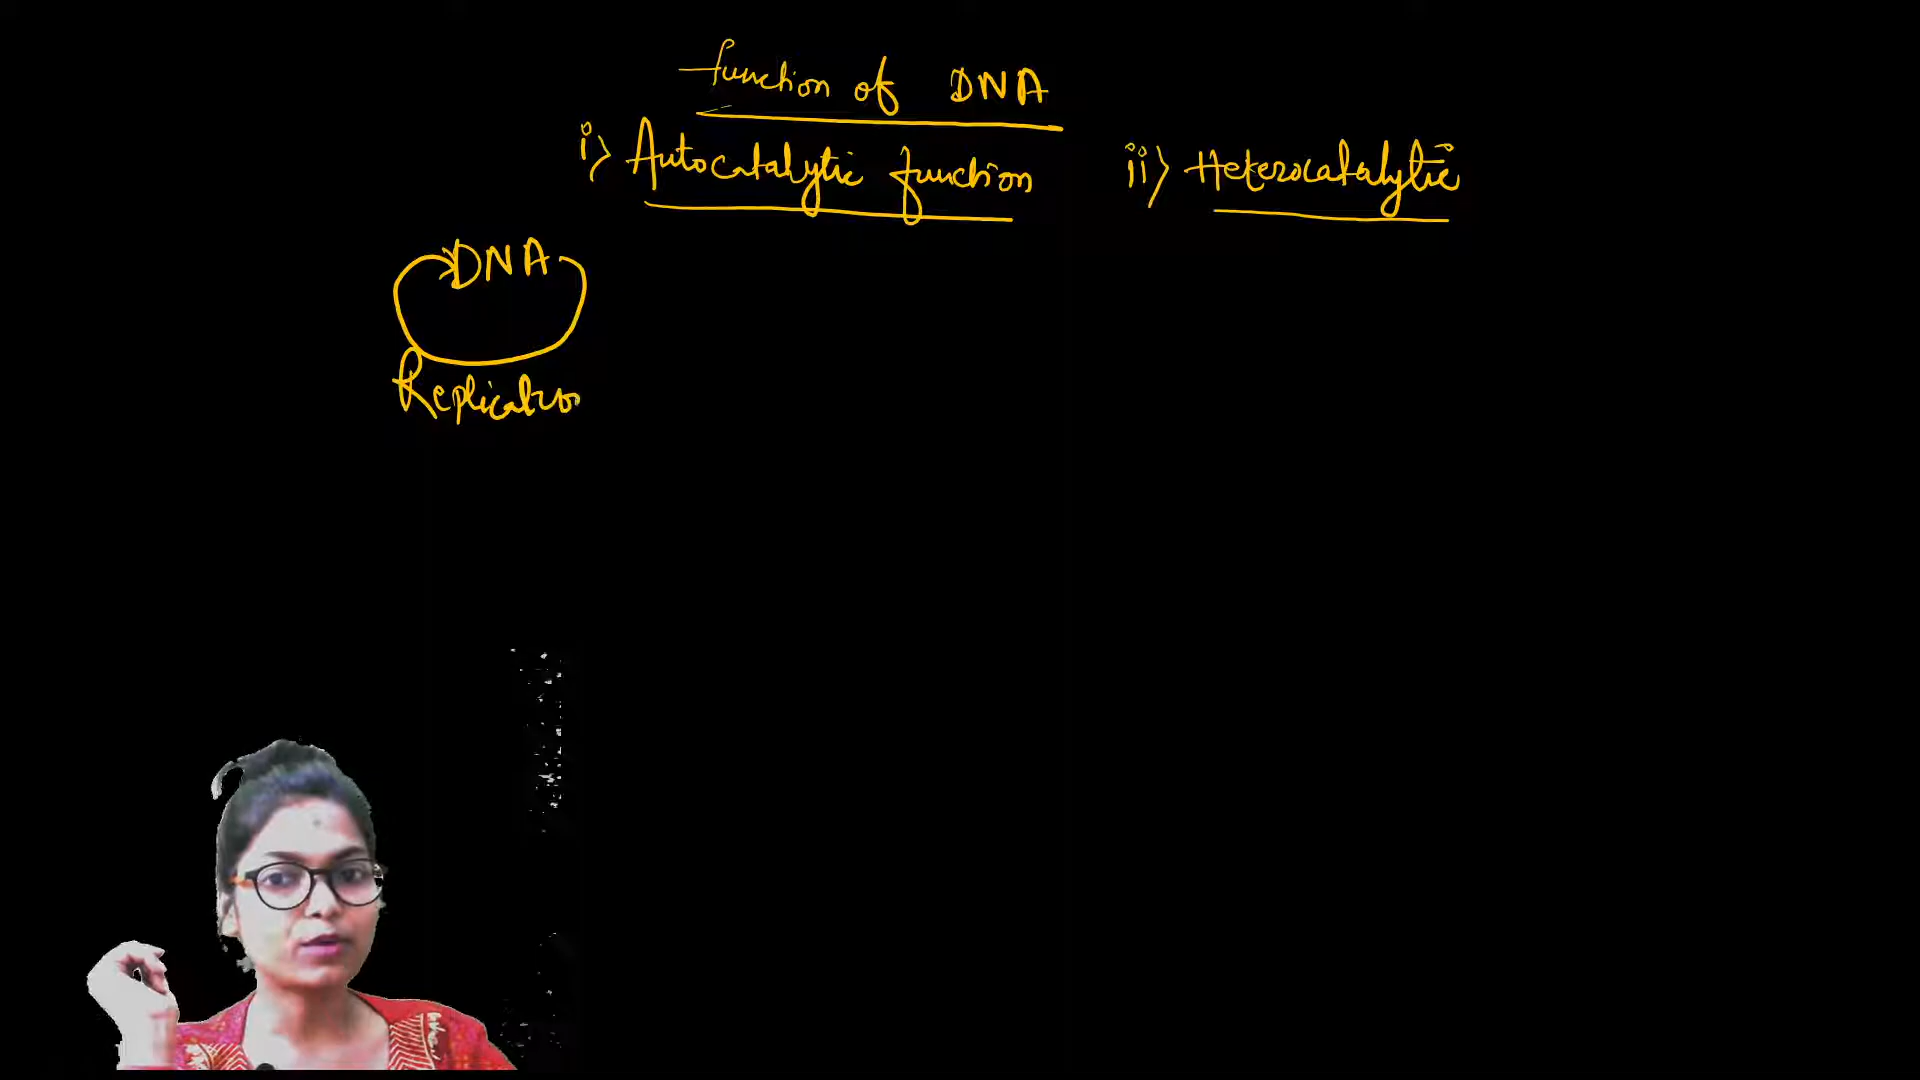 function of DNA
i) Autocatalytic function ii) Heterocatalytic
DNA
Replication